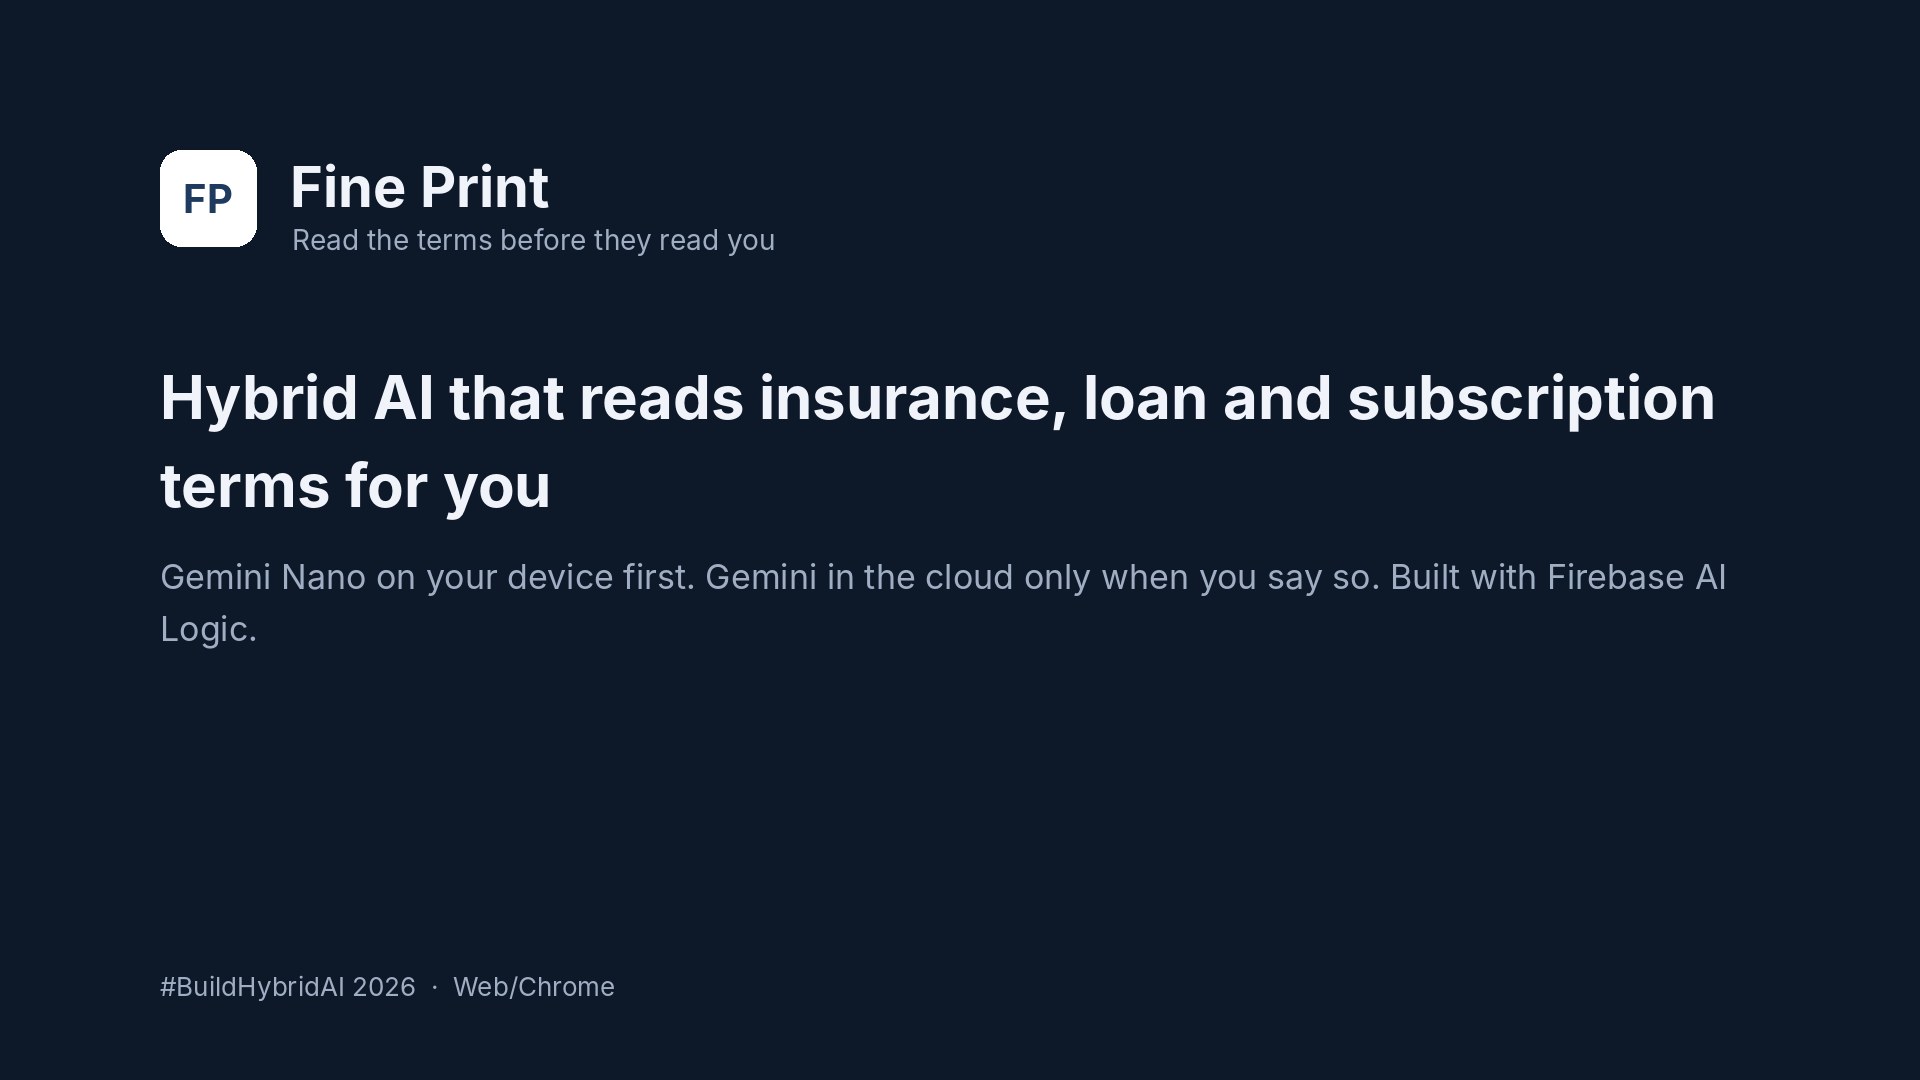 FP
Fine Print
Read the terms before they read you
Hybrid AI that reads insurance, loan and subscription
terms for you
Gemini Nano on your device first. Gemini in the cloud only when you say so. Built with Firebase AI
Logic.
#BuildHybridAI 2026 · Web/Chrome